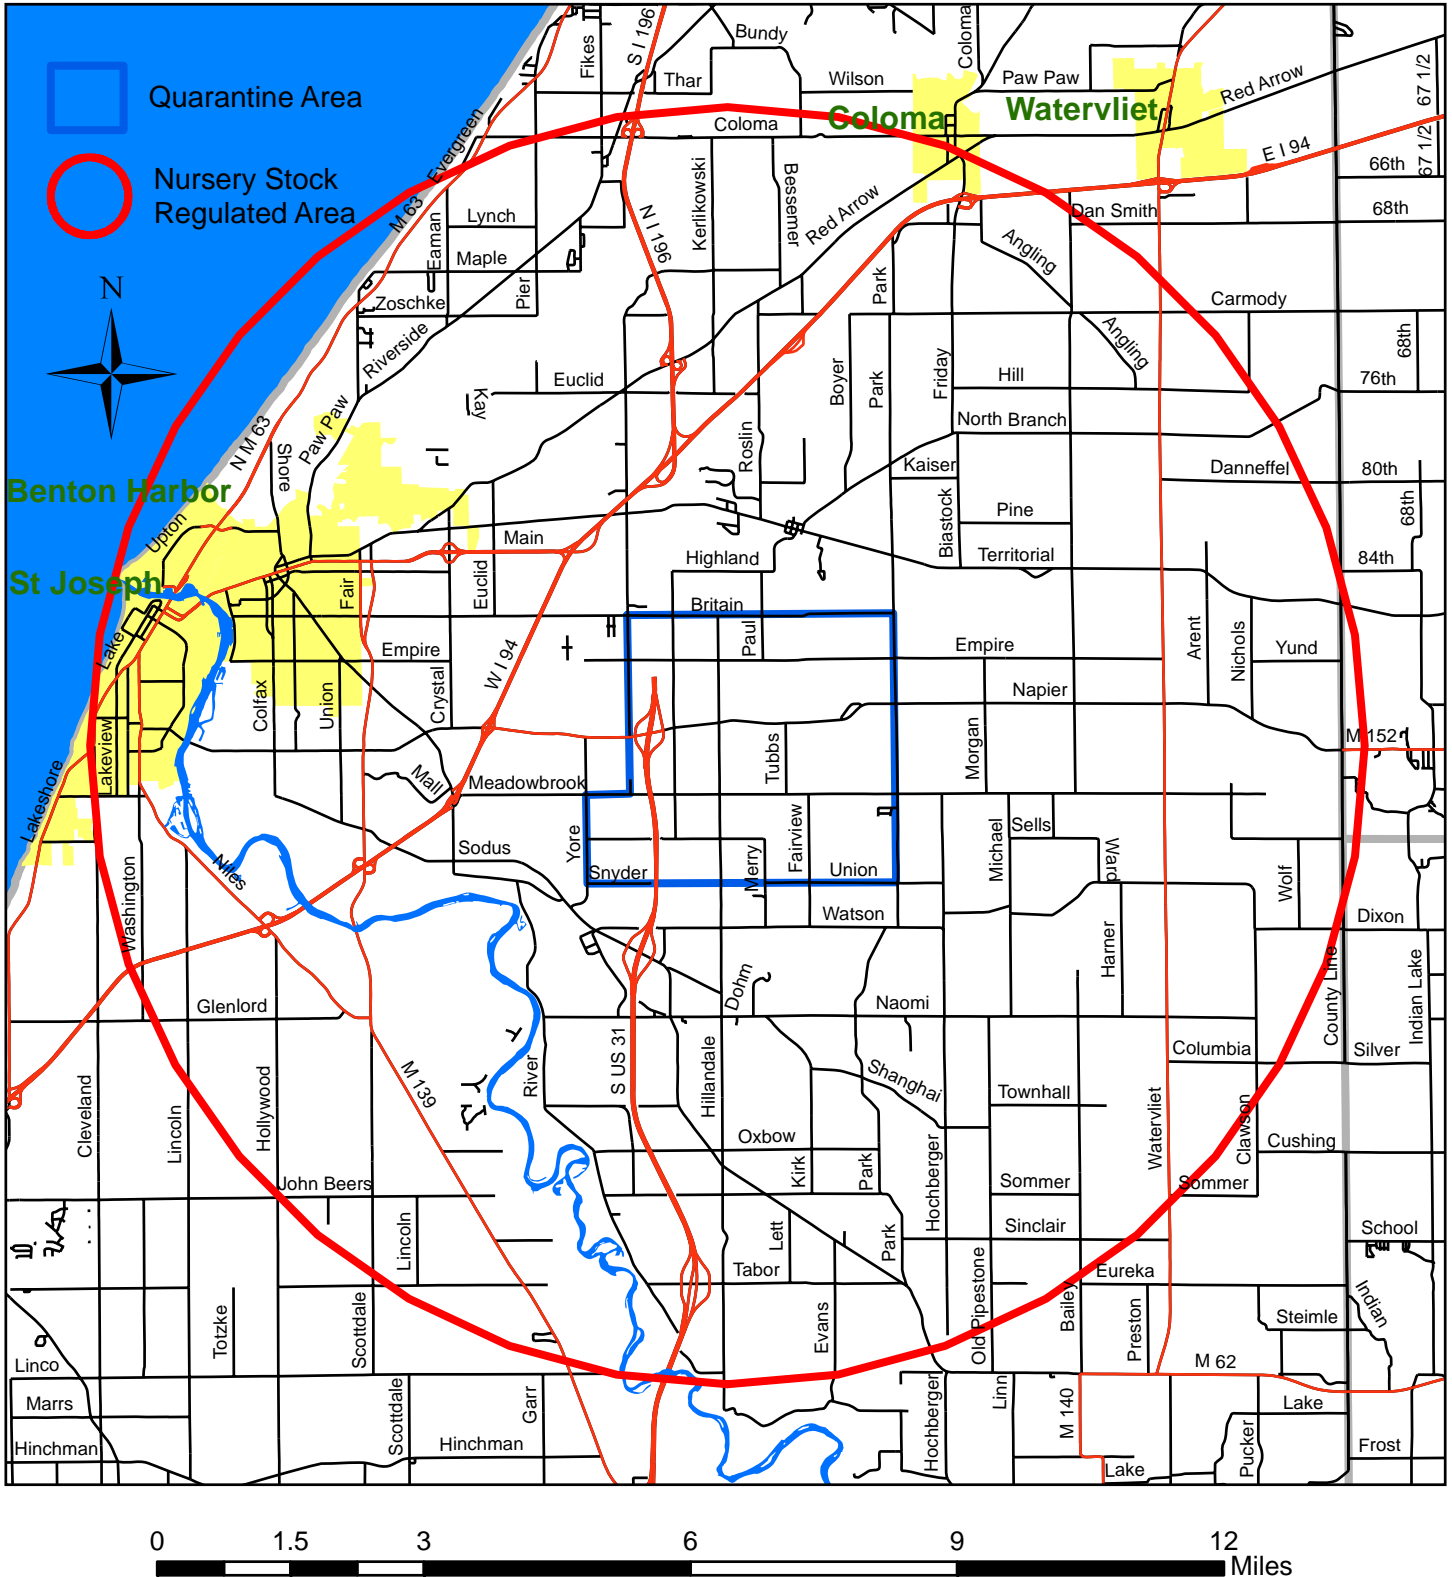 Quarantine Area
Nursery Stock
Regulated Area
N
Fikes
S I 196
Bundy
Thar
Wilson
Coloma
Paw Paw
Red Arrow
67 1/2
Coloma
Watervliet
Coloma
E I 94
66th
67 1/2
Evergreen
M 63
Lynch
Eaman
Maple
Zoschke
Pier
N I 196
Kerlikowski
Bessemer
Red Arrow
Dan Smith
68th
Angling
Park
Carmody
Riverside
Angling
68th
Euclid
Kay
Boyer
Park
Friday
Hill
76th
North Branch
N M 63
Shore
Paw Paw
Roslin
Kaiser
Danneffel
80th
Benton Harbor
Upton
Biastock
Pine
68th
Main
Highland
Territorial
84th
St Joseph
Fair
Euclid
Britain
Paul
Lake
Empire
Empire
Arent
Nichols
Yund
W I 94
Crystal
Colfax
Union
Napier
Lakeview
Tubbs
Morgan
M 152
Mall
Meadowbrook
Lakeshore
Yore
Fairview
Michael
Sells
Ward
Sodus
Niles
Snyder
Merry
Union
Wolf
Washington
Watson
Dixon
Harner
County Line
Indian Lake
Dohm
Glenlord
Naomi
S US 31
River
Columbia
Silver
M 139
Hillandale
Shanghai
Townhall
Cleveland
Lincoln
Hollywood
Watervliet
Clawson
Oxbow
Cushing
Kirk
Park
Hochberger
John Beers
Sommer
Sommer
Lincoln
Lett
Park
Sinclair
School
Tabor
Eureka
Old Pipestone
Bailey
Preston
Steimle
Indian
Totzke
Scottdale
Evans
Linco
M 62
Marrs
Scottdale
Garr
Hochberger
Linn
M 140
Lake
Hinchman
Hinchman
Pucker
Frost
Lake
0 1.5 3 6 9 12
Miles